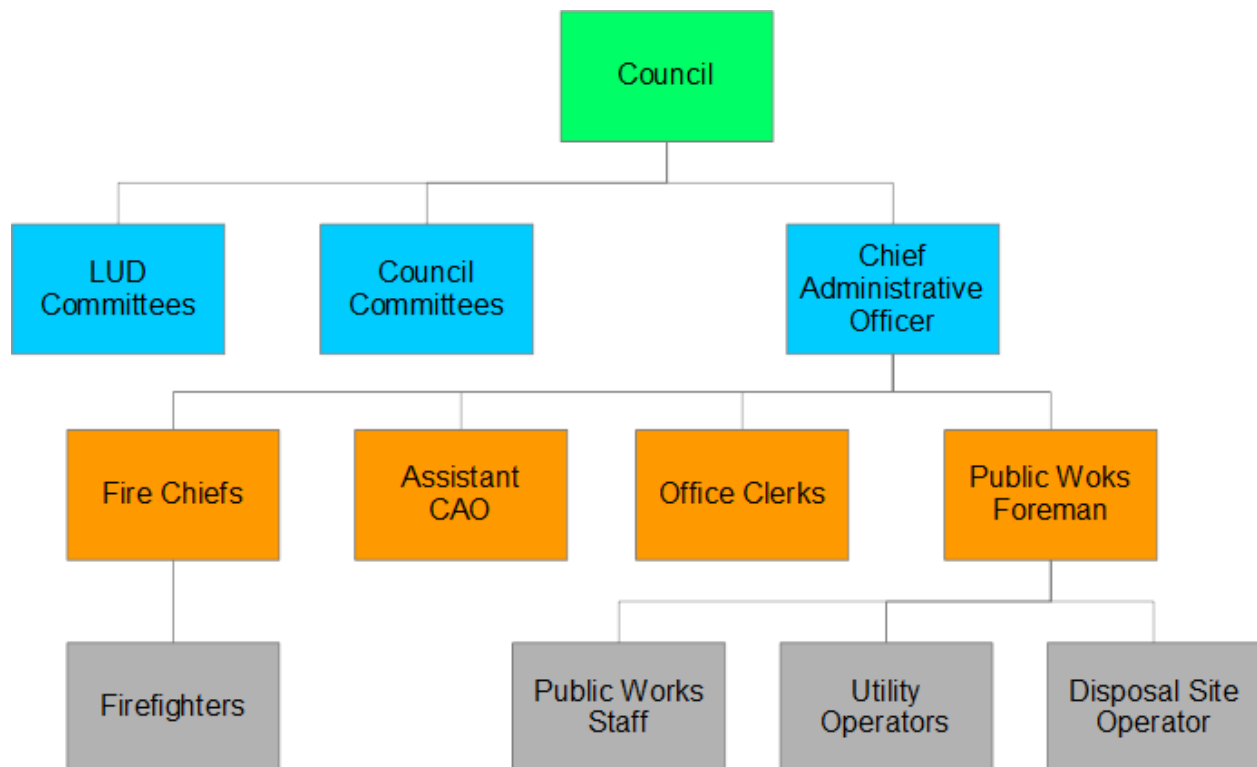 Council
LUD
Committees
Council
Committees
Chief
Administrative
Officer
Fire Chiefs
Assistant
CAO
Office Clerks
Public Woks
Foreman
Firefighters
Public Works
Staff
Utility
Operators
Disposal Site
Operator